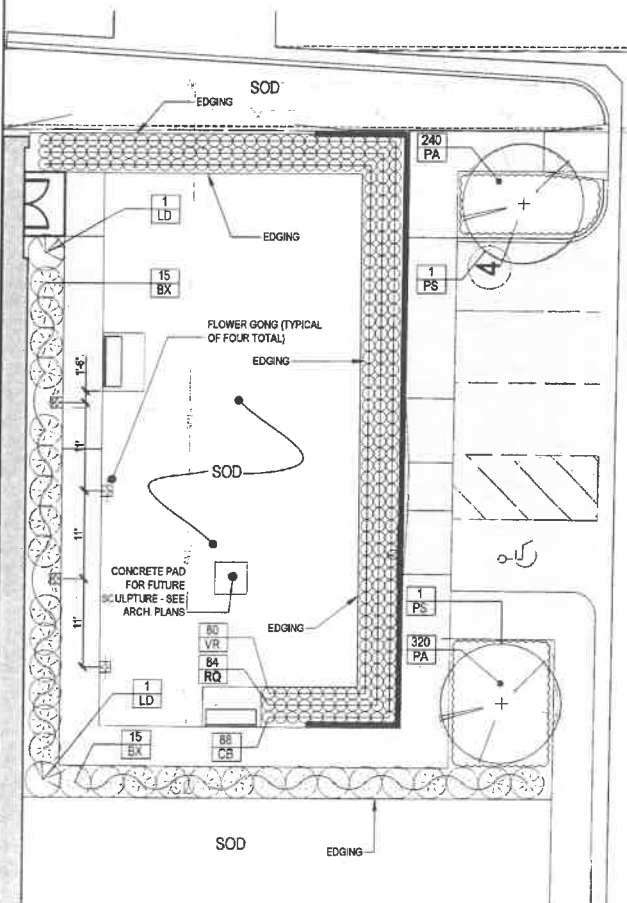 SOD
EDGING
240
PA
1
LD
EDGING
15
BX
1
PS
4
FLOWER GONG (TYPICAL
OF FOUR TOTAL)
EDGING
1'-6"
11'
SOD
11'
CONCRETE PAD
FOR FUTURE
SCULPTURE - SEE
ARCH. PLANS
11'
1
PS
EDGING
80
VR
320
PA
84
RQ
1
LD
15
BX
88
CB
SOD
EDGING